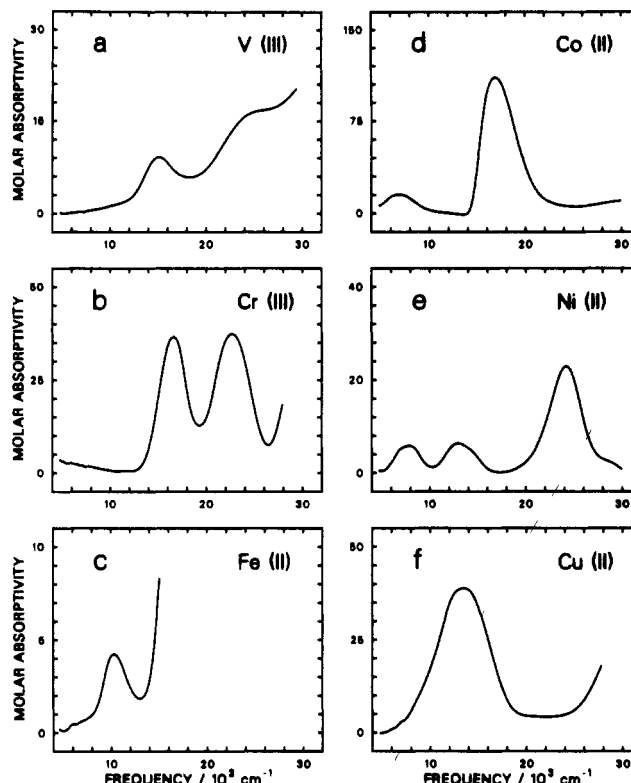 a V (III)
MOLAR ABSORPTIVITY
30
15
0
10 20 30
d Co (II)
150
75
0
10 20 30
b Cr (III)
MOLAR ABSORPTIVITY
50
25
0
10 20 30
e Ni (II)
40
20
0
10 20 30
c Fe (II)
MOLAR ABSORPTIVITY
10
5
0
10 20 30
FREQUENCY / 10³ cm⁻¹
f Cu (II)
50
25
0
10 20 30
FREQUENCY / 10³ cm⁻¹